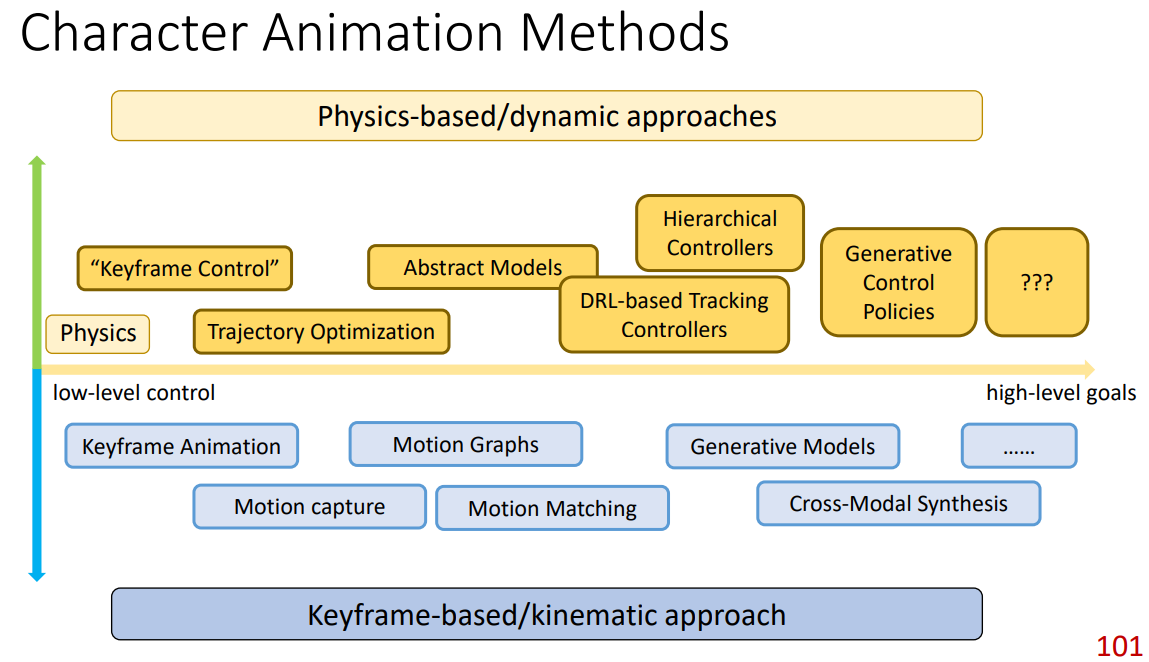 Character Animation Methods
Physics-based/dynamic approaches
Hierarchical
Controllers
Generative
Control
Policies
???
“Keyframe Control”
Abstract Models
DRL-based Tracking
Controllers
Physics
Trajectory Optimization
low-level control
high-level goals
Keyframe Animation
Motion Graphs
Generative Models
......
Motion capture
Motion Matching
Cross-Modal Synthesis
Keyframe-based/kinematic approach
101